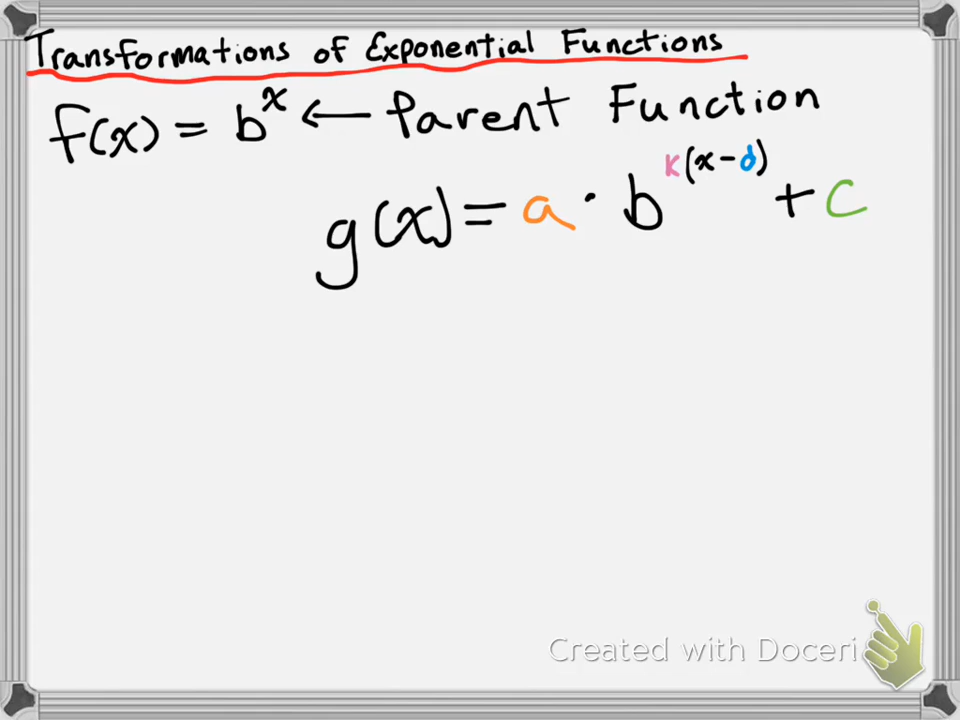 Transformations of Exponential Functions
f(x) = b^x ← Parent Function
g(x) = a · b^k(x-d) + c
Created with Doceri